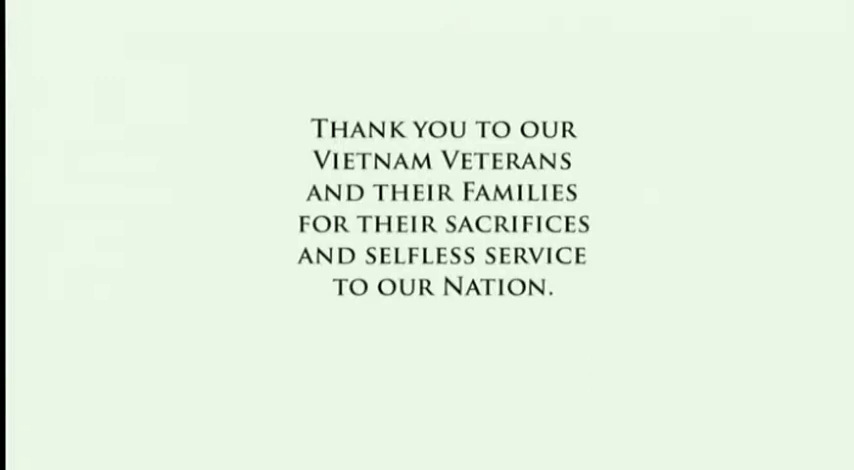 Thank you to our
Vietnam Veterans
and their Families
for their sacrifices
and selfless service
to our Nation.